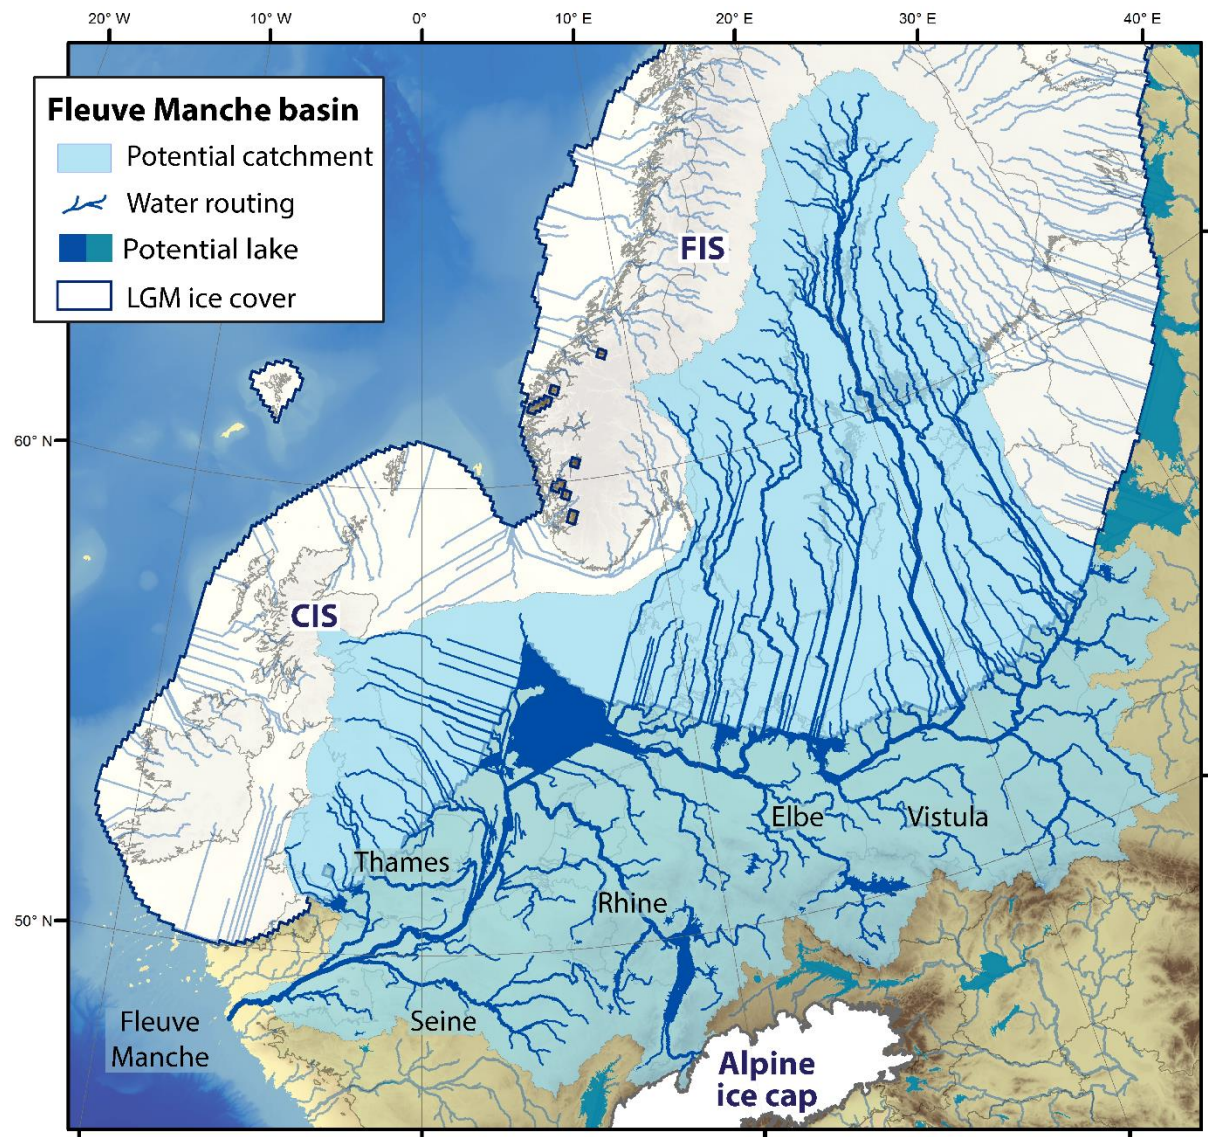 20° W
10° W
0°
10° E
20° E
30° E
40° E
Fleuve Manche basin
Potential catchment
Water routing
Potential lake
LGM ice cover
FIS
60° N
CIS
Elbe
Vistula
Thames
Rhine
50° N
Fleuve
Manche
Seine
Alpine
ice cap